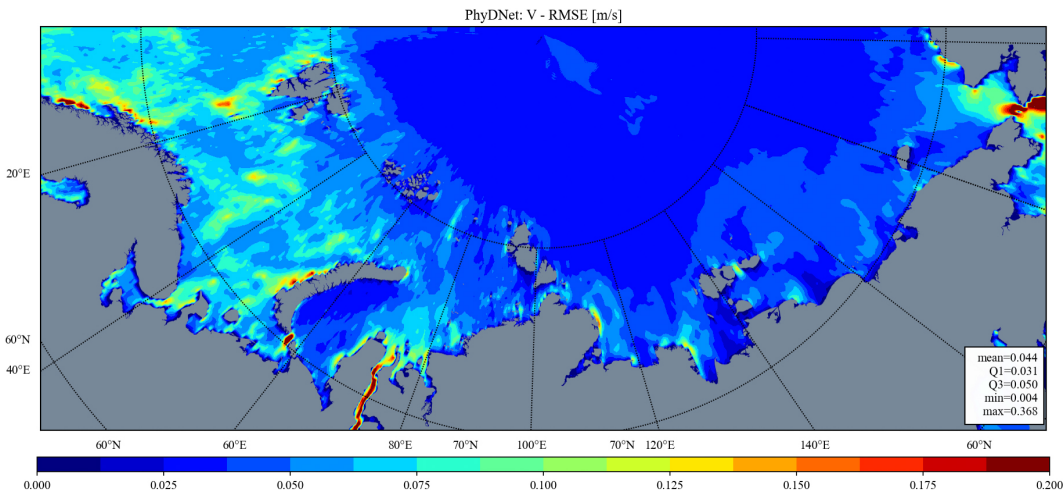 PhyDNet: V - RMSE [m/s]
20°E
60°N
40°E
mean=0.044
Q1=0.031
Q3=0.050
min=0.004
max=0.368
60°N 60°E 80°E 70°N 100°E 70°N 120°E 140°E 60°N
0.000 0.025 0.050 0.075 0.100 0.125 0.150 0.175 0.200